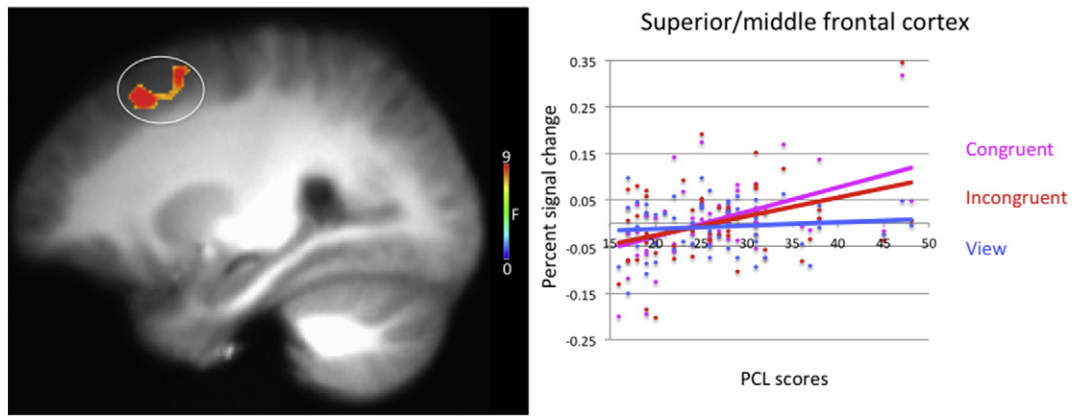 9
F
0
Superior/middle frontal cortex
Percent signal change
0.35
0.25
0.15
0.05
-0.05
-0.15
-0.25
15 20 25 30 35 40 45 50
PCL scores
Congruent
Incongruent
View